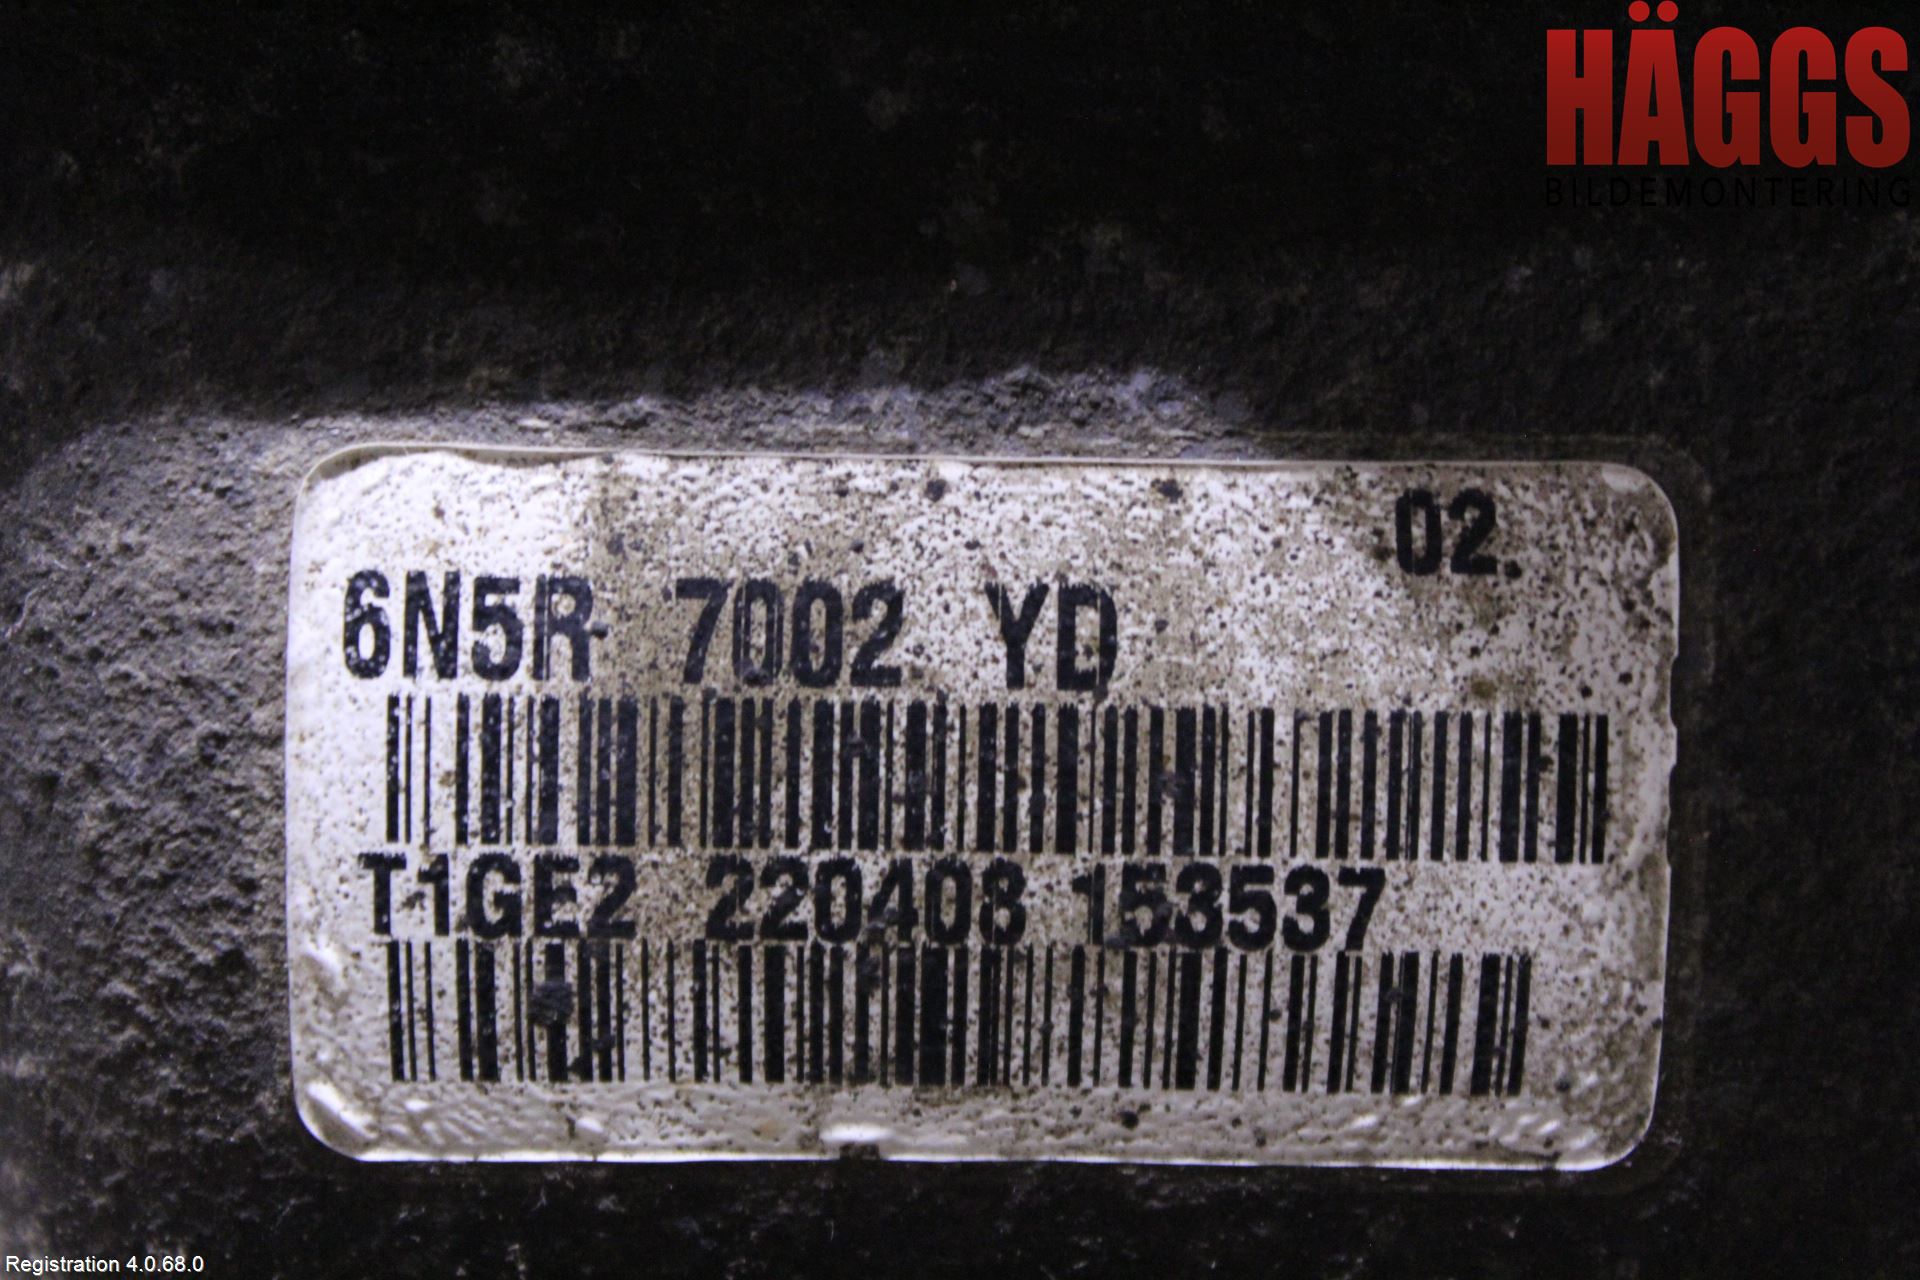 HÄGGS
BILDEMONTERING
02.
6N5R 7002 YD
T1GE2 220408 153537
Registration 4.0.68.0